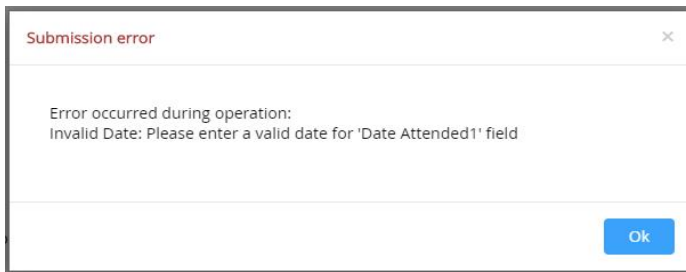 Submission error
×
Error occurred during operation:
Invalid Date: Please enter a valid date for 'Date Attended1' field
Ok